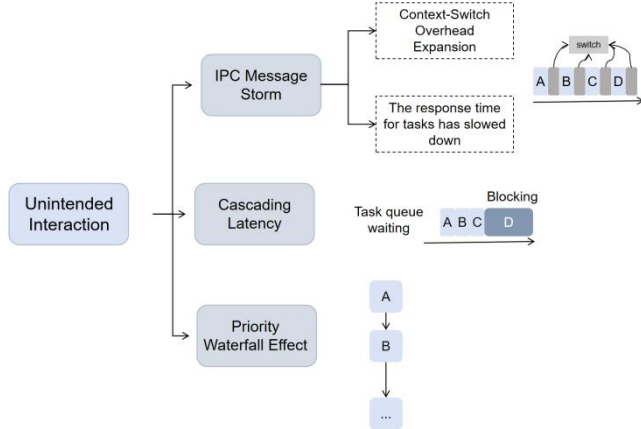 Context-Switch
Overhead
Expansion
switch
A B C D
IPC Message
Storm
The response time
for tasks has slowed
down
Unintended
Interaction
Cascading
Latency
Task queue
waiting
Blocking
A B C D
Priority
Waterfall Effect
A
B
...